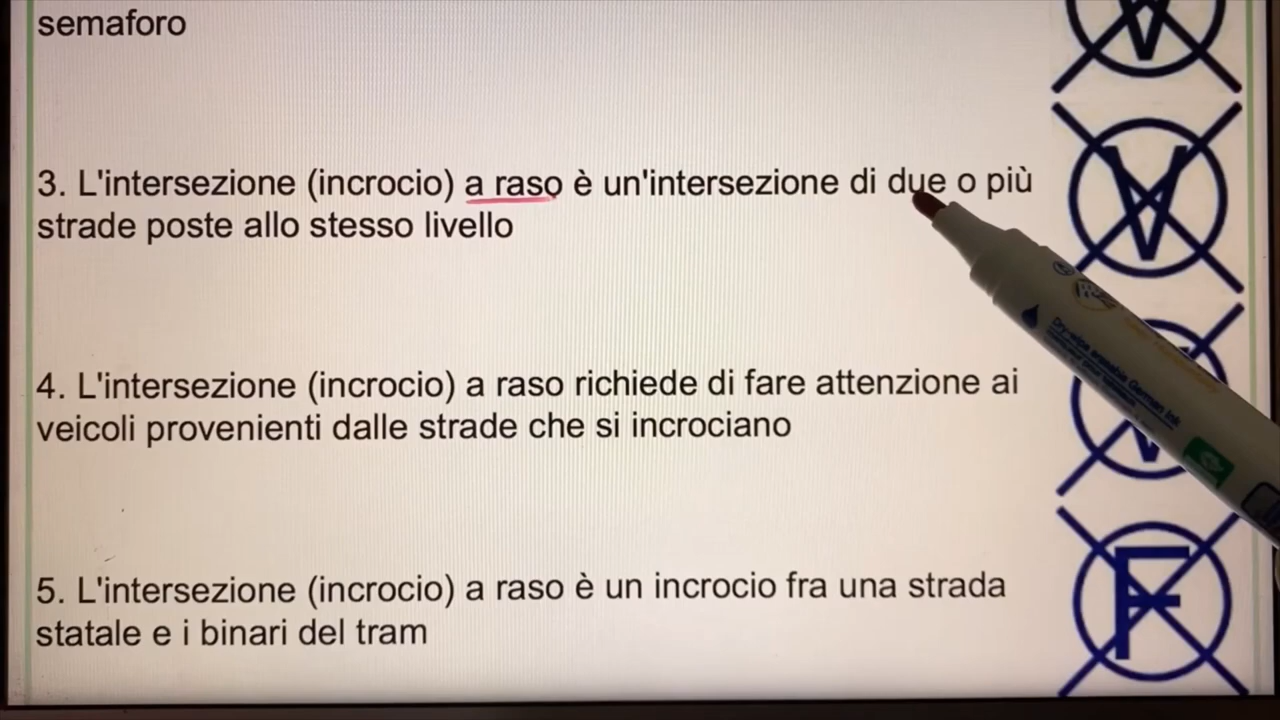 semaforo
V
3. L'intersezione (incrocio) a raso è un'intersezione di due o più
strade poste allo stesso livello
V
4. L'intersezione (incrocio) a raso richiede di fare attenzione ai
veicoli provenienti dalle strade che si incrociano
V
5. L'intersezione (incrocio) a raso è un incrocio fra una strada
statale e i binari del tram
F